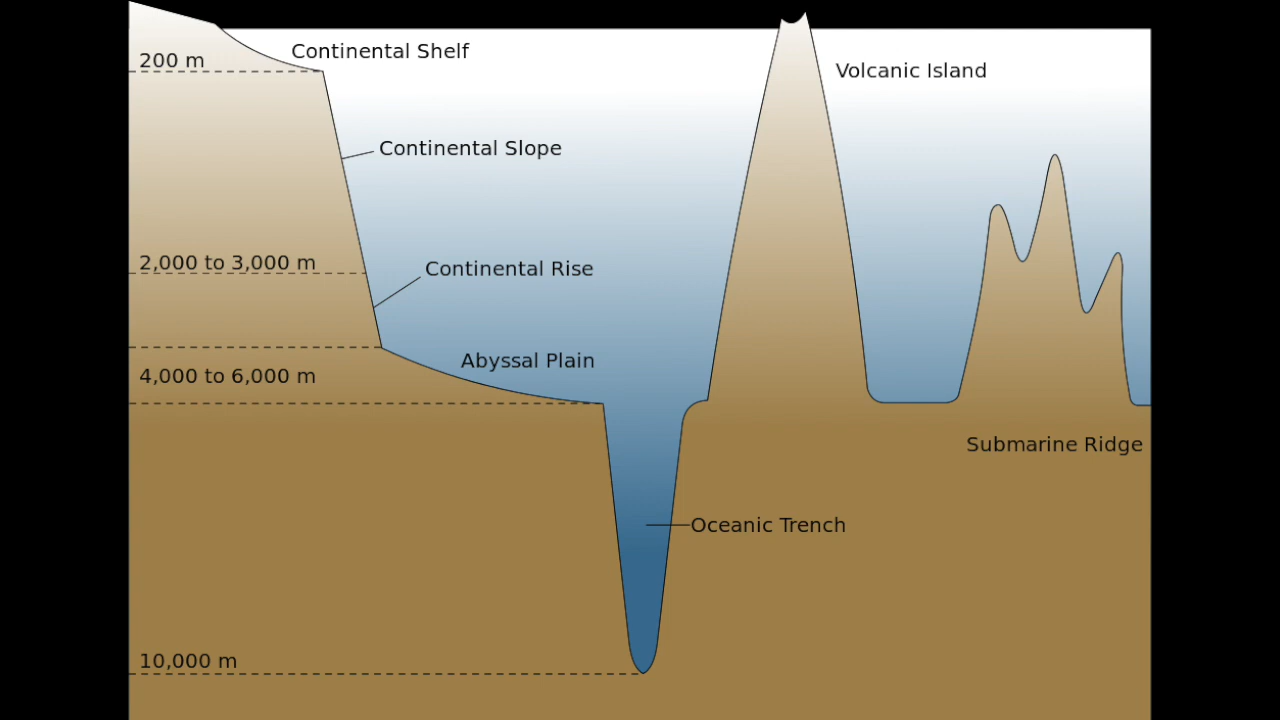 Continental Shelf
200 m
Volcanic Island
Continental Slope
2,000 to 3,000 m
Continental Rise
Abyssal Plain
4,000 to 6,000 m
Submarine Ridge
Oceanic Trench
10,000 m